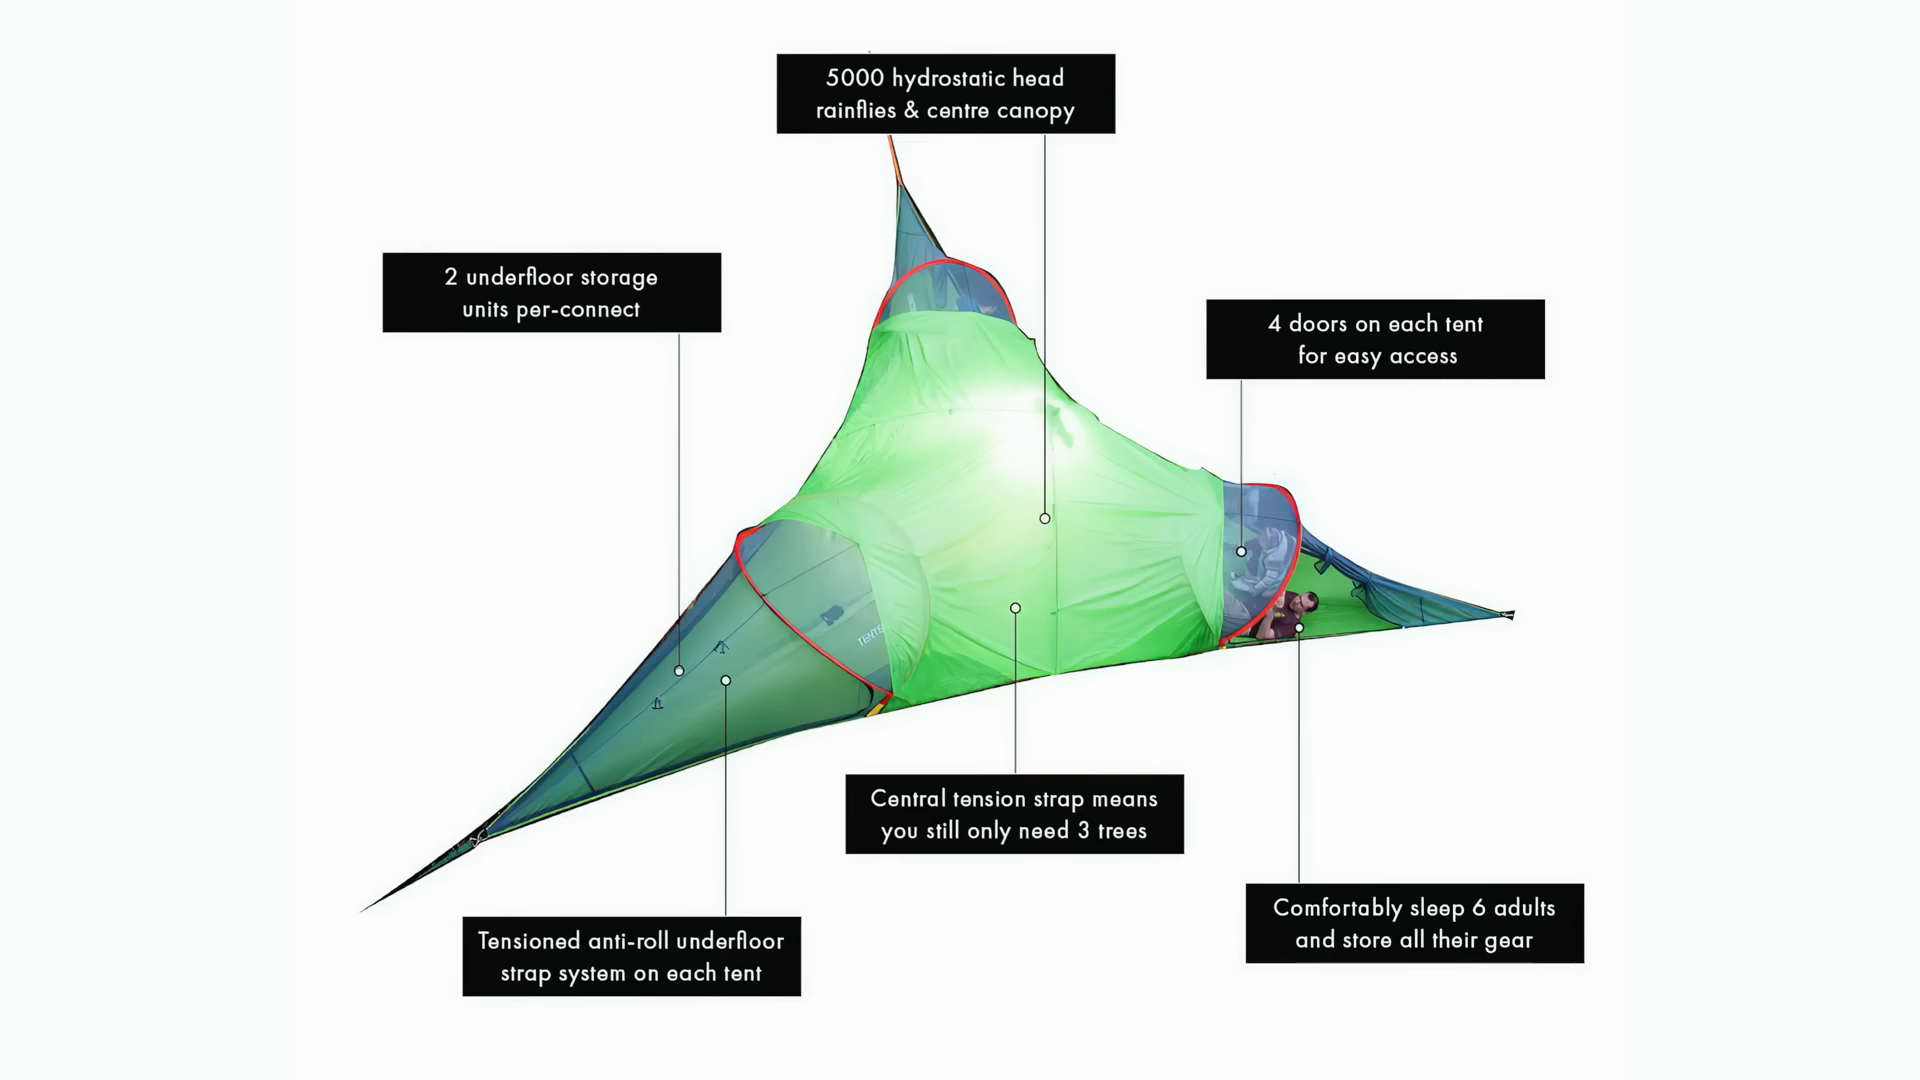 5000 hydrostatic head
rainflies & centre canopy
2 underfloor storage
units per-connect
4 doors on each tent
for easy access
Central tension strap means
you still only need 3 trees
Comfortably sleep 6 adults
and store all their gear
Tensioned anti-roll underfloor
strap system on each tent